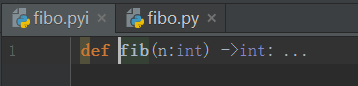 fibo.pyi × fibo.py ×
1 def fib(n:int) ->int: ...